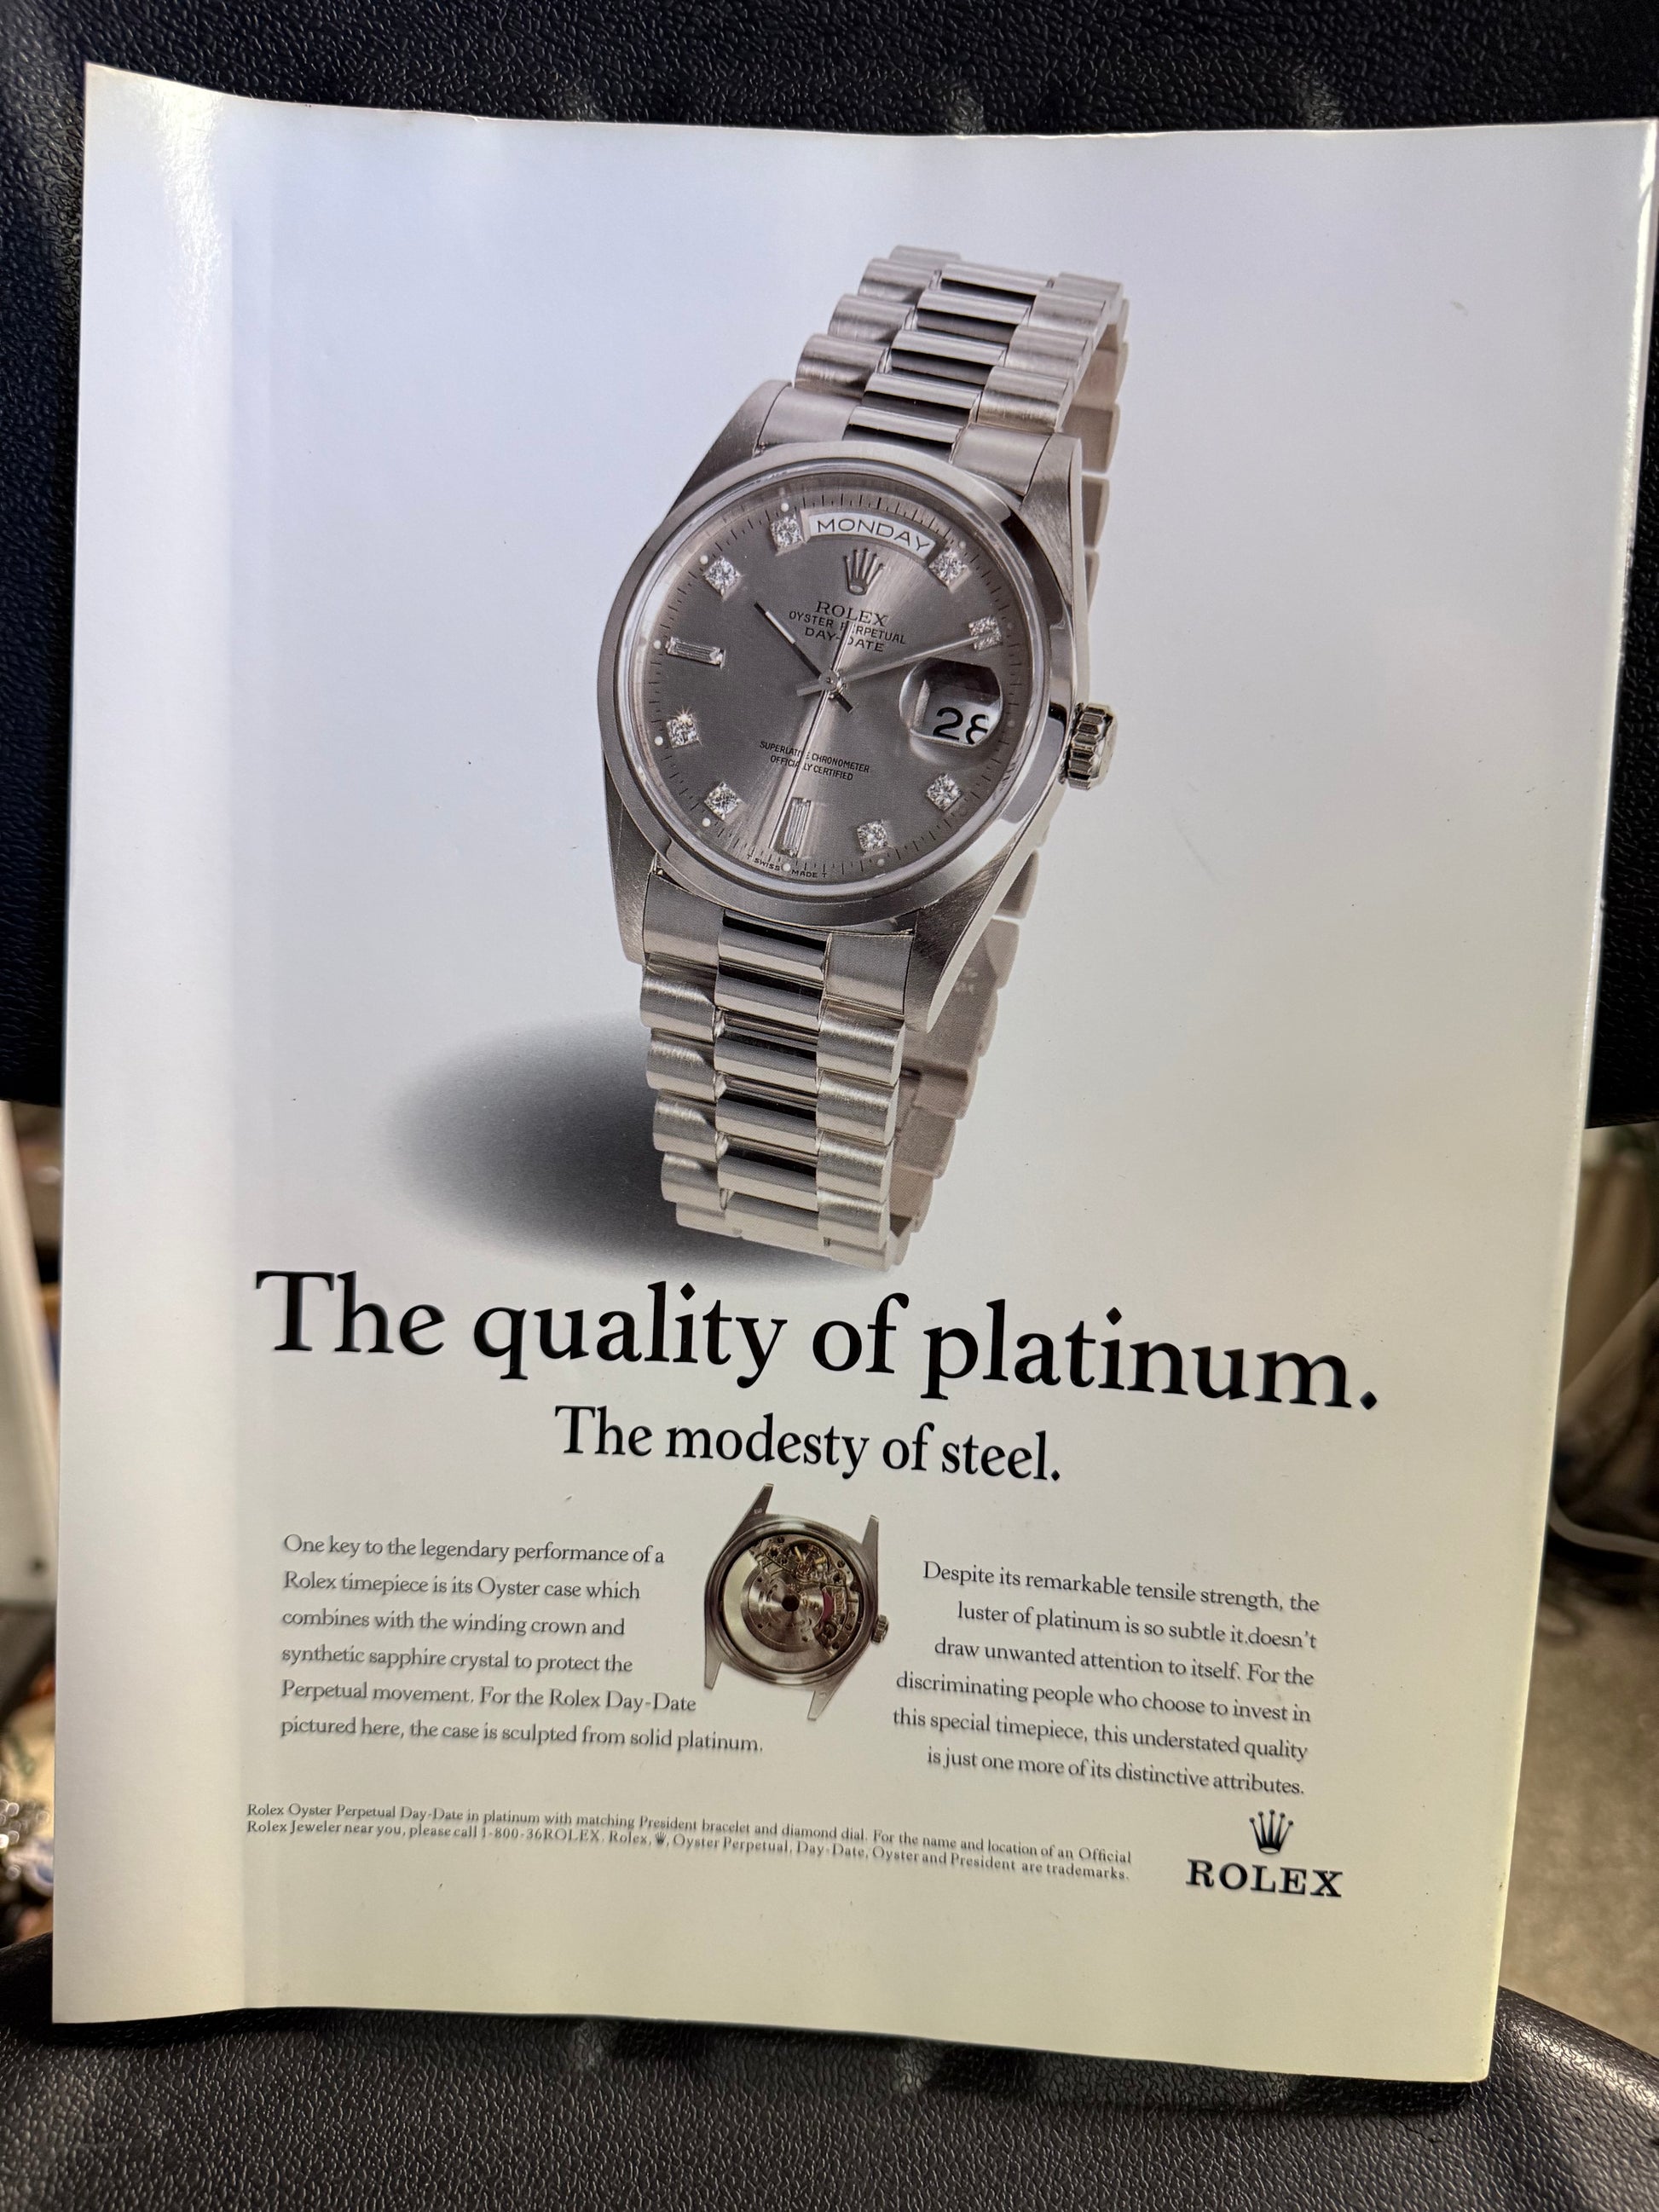 MONDAY
ROLEX
OYSTER PERPETUAL
DAY-DATE
28
SUPERLATIVE CHRONOMETER
OFFICIALLY CERTIFIED
T SWISS MADE T
The quality of platinum.
The modesty of steel.
One key to the legendary performance of a
Rolex timepiece is its Oyster case which
combines with the winding crown and
synthetic sapphire crystal to protect the
Perpetual movement. For the Rolex Day-Date
pictured here, the case is sculpted from solid platinum.
Despite its remarkable tensile strength, the
luster of platinum is so subtle it doesn't
draw unwanted attention to itself. For the
discriminating people who choose to invest in
this special timepiece, this understated quality
is just one more of its distinctive attributes.
Rolex Oyster Perpetual Day-Date in platinum with matching President bracelet and diamond dial. For the name and location of an Official
Rolex Jeweler near you, please call 1-800-36ROLEX. Rolex, , Oyster Perpetual, Day-Date, Oyster and President are trademarks.
ROLEX